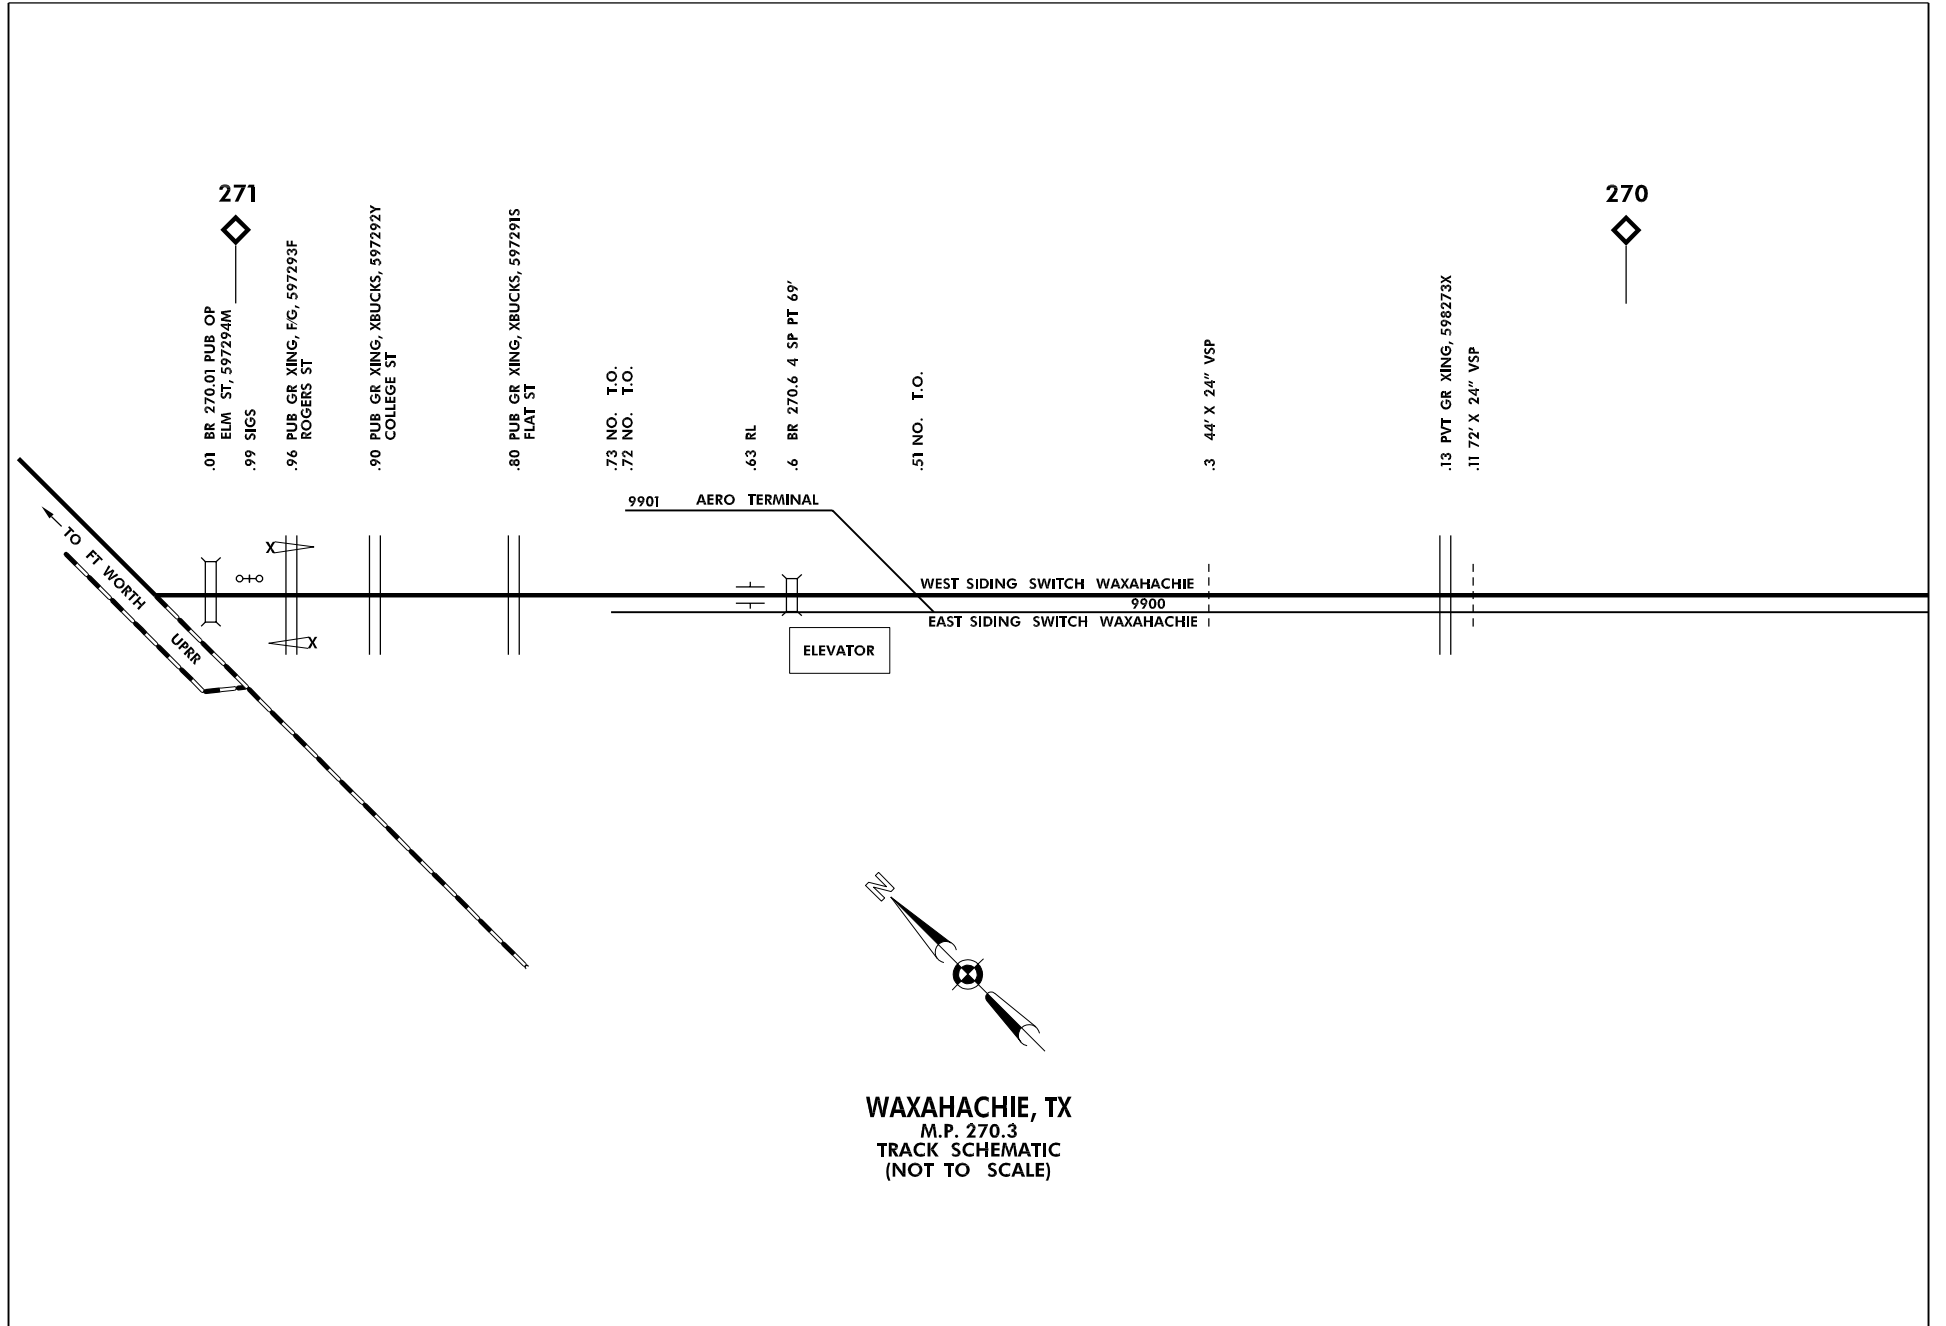 271
270
.01 BR 270.01 PUB OP
ELM ST, 597294M
.99 SIGS
.96 PUB GR XING, F/G, 597293F
ROGERS ST
.90 PUB GR XING, XBUCKS, 597292Y
COLLEGE ST
.80 PUB GR XING, XBUCKS, 597291S
FLAT ST
.73 NO. T.O.
.72 NO. T.O.
.63 RL
.6 BR 270.6 4 SP PT 69'
.51 NO. T.O.
.3 44' X 24" VSP
.13 PVT GR XING, 598273X
.11 72' X 24" VSP
9901 AERO TERMINAL
TO FT WORTH
UPRR
X
X
WEST SIDING SWITCH WAXAHACHIE
9900
EAST SIDING SWITCH WAXAHACHIE
ELEVATOR
N
WAXAHACHIE, TX
M.P. 270.3
TRACK SCHEMATIC
(NOT TO SCALE)